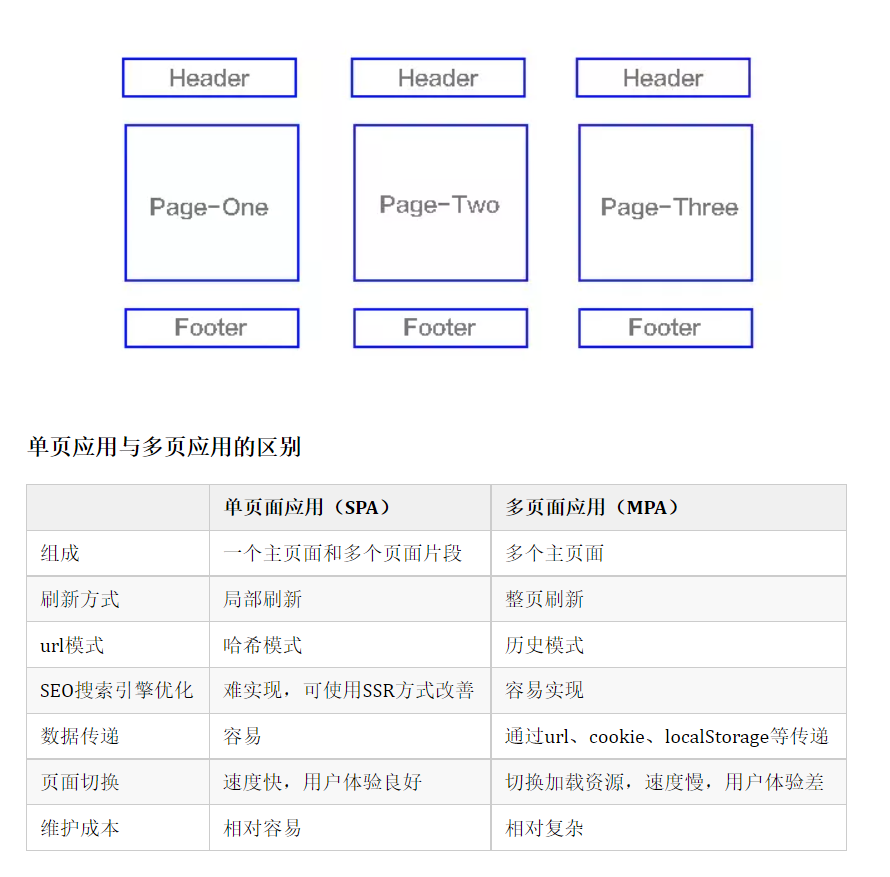 Header Header Header
Page-One Page-Two Page-Three
Footer Footer Footer
单页应用与多页应用的区别
单页面应用（SPA） 多页面应用（MPA）
组成 一个主页面和多个页面片段 多个主页面
刷新方式 局部刷新 整页刷新
url模式 哈希模式 历史模式
SEO搜索引擎优化 难实现，可使用SSR方式改善 容易实现
数据传递 容易 通过url、cookie、localStorage等传递
页面切换 速度快，用户体验良好 切换加载资源，速度慢，用户体验差
维护成本 相对容易 相对复杂